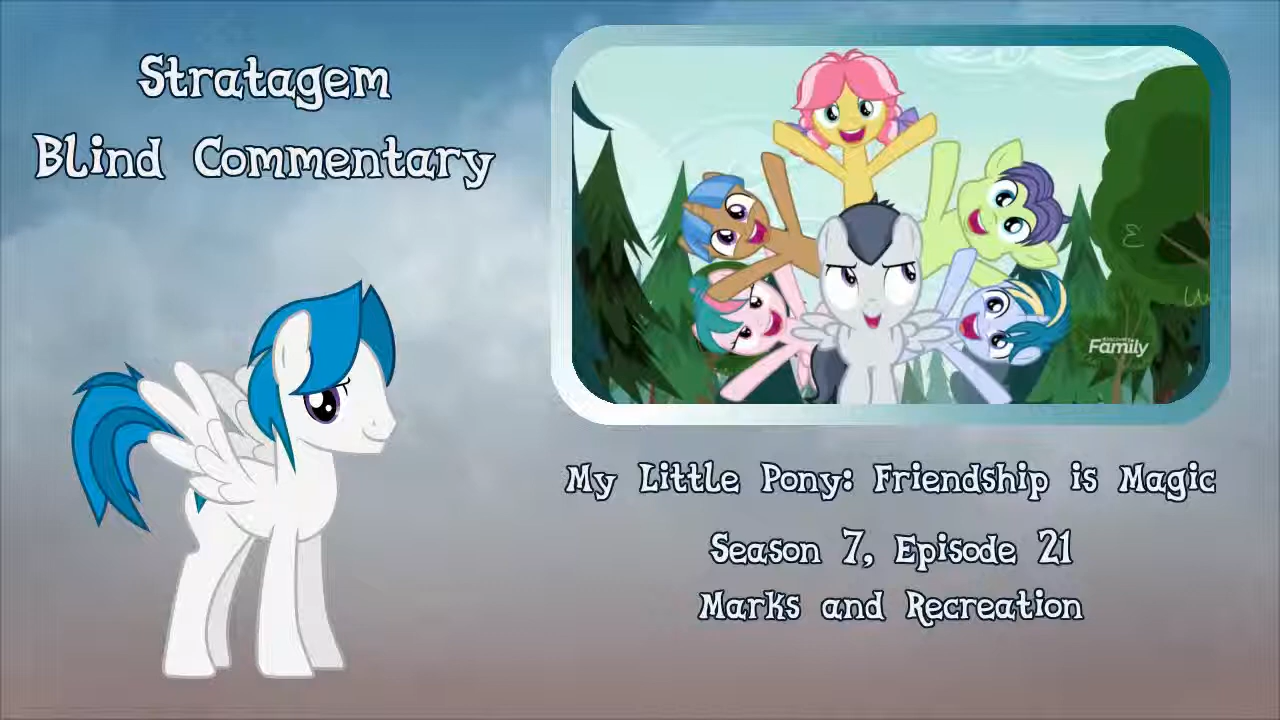 Stratagem
Blind Commentary
Family
My Little Pony: Friendship is Magic
Season 7, Episode 21
Marks and Recreation